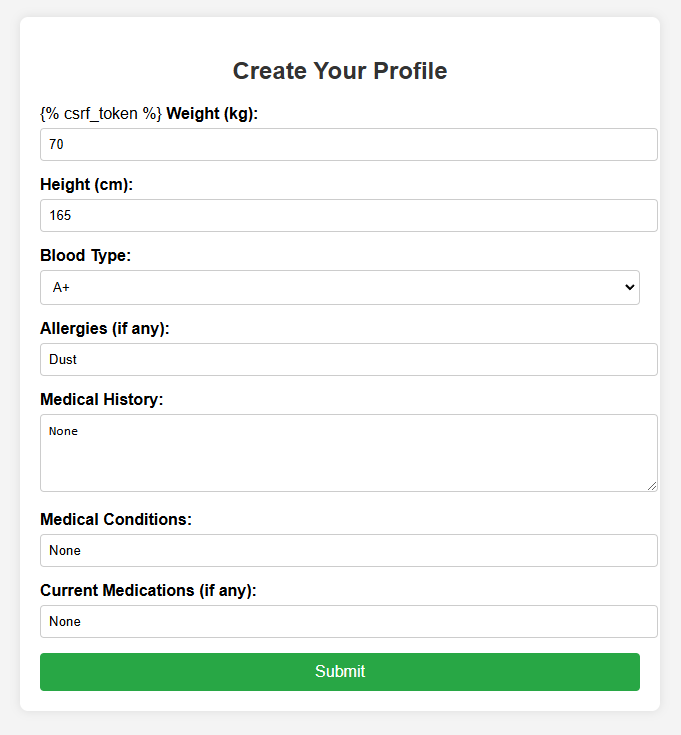 Create Your Profile
{% csrf_token %} Weight (kg):
70
Height (cm):
165
Blood Type:
A+
Allergies (if any):
Dust
Medical History:
None
Medical Conditions:
None
Current Medications (if any):
None
Submit